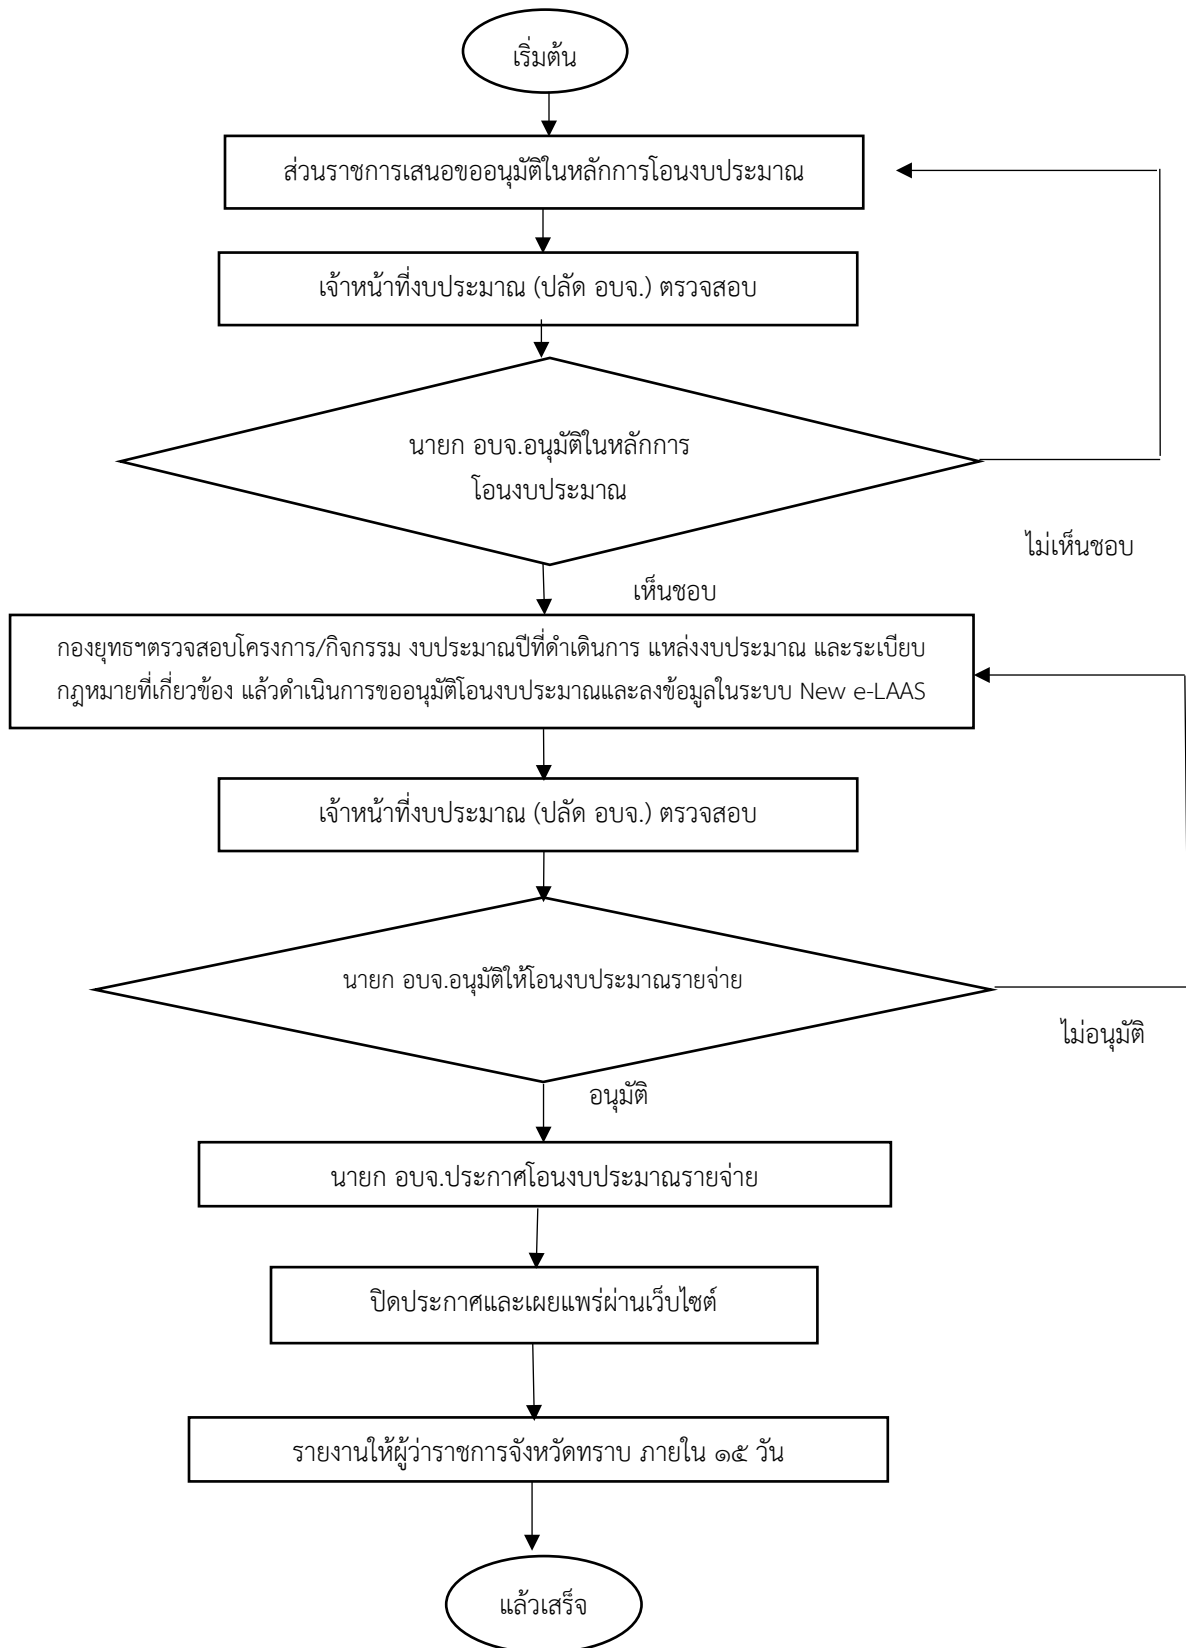 เริ่มต้น
ส่วนราชการเสนอขออนุมัติในหลักการโอนงบประมาณ
เจ้าหน้าที่งบประมาณ (ปลัด อบจ.) ตรวจสอบ
นายก อบจ.อนุมัติในหลักการ
โอนงบประมาณ
ไม่เห็นชอบ
เห็นชอบ
กองยุทธฯตรวจสอบโครงการ/กิจกรรม งบประมาณปีที่ดำเนินการ แหล่งงบประมาณ และระเบียบ
กฎหมายที่เกี่ยวข้อง แล้วดำเนินการขออนุมัติโอนงบประมาณและลงข้อมูลในระบบ New e-LAAS
เจ้าหน้าที่งบประมาณ (ปลัด อบจ.) ตรวจสอบ
นายก อบจ.อนุมัติให้โอนงบประมาณรายจ่าย
ไม่อนุมัติ
อนุมัติ
นายก อบจ.ประกาศโอนงบประมาณรายจ่าย
ปิดประกาศและเผยแพร่ผ่านเว็บไซต์
รายงานให้ผู้ว่าราชการจังหวัดทราบ ภายใน ๑๕ วัน
แล้วเสร็จ